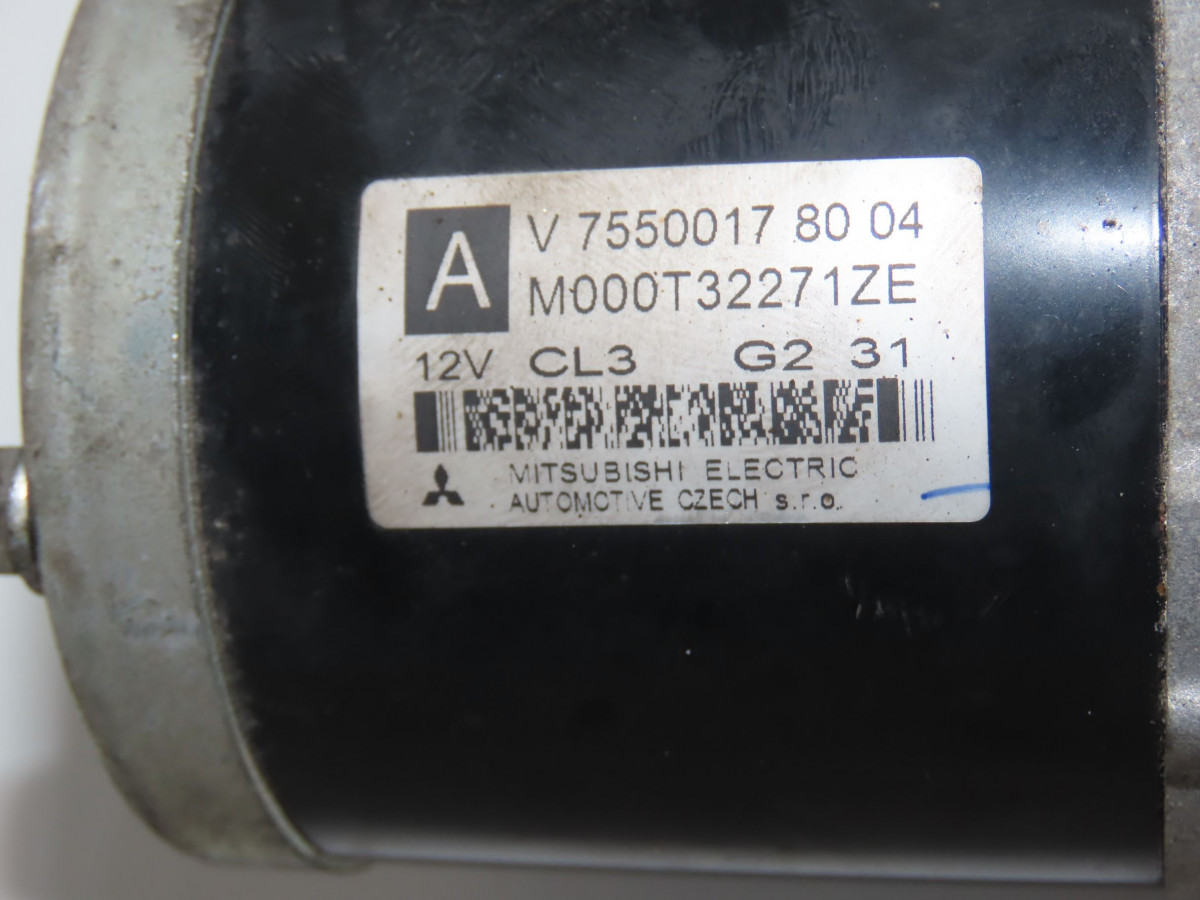 A
V 7550017 80 04
M000T32271ZE
12V CL3 G2 31
MITSUBISHI ELECTRIC
AUTOMOTIVE CZECH s.r.o.